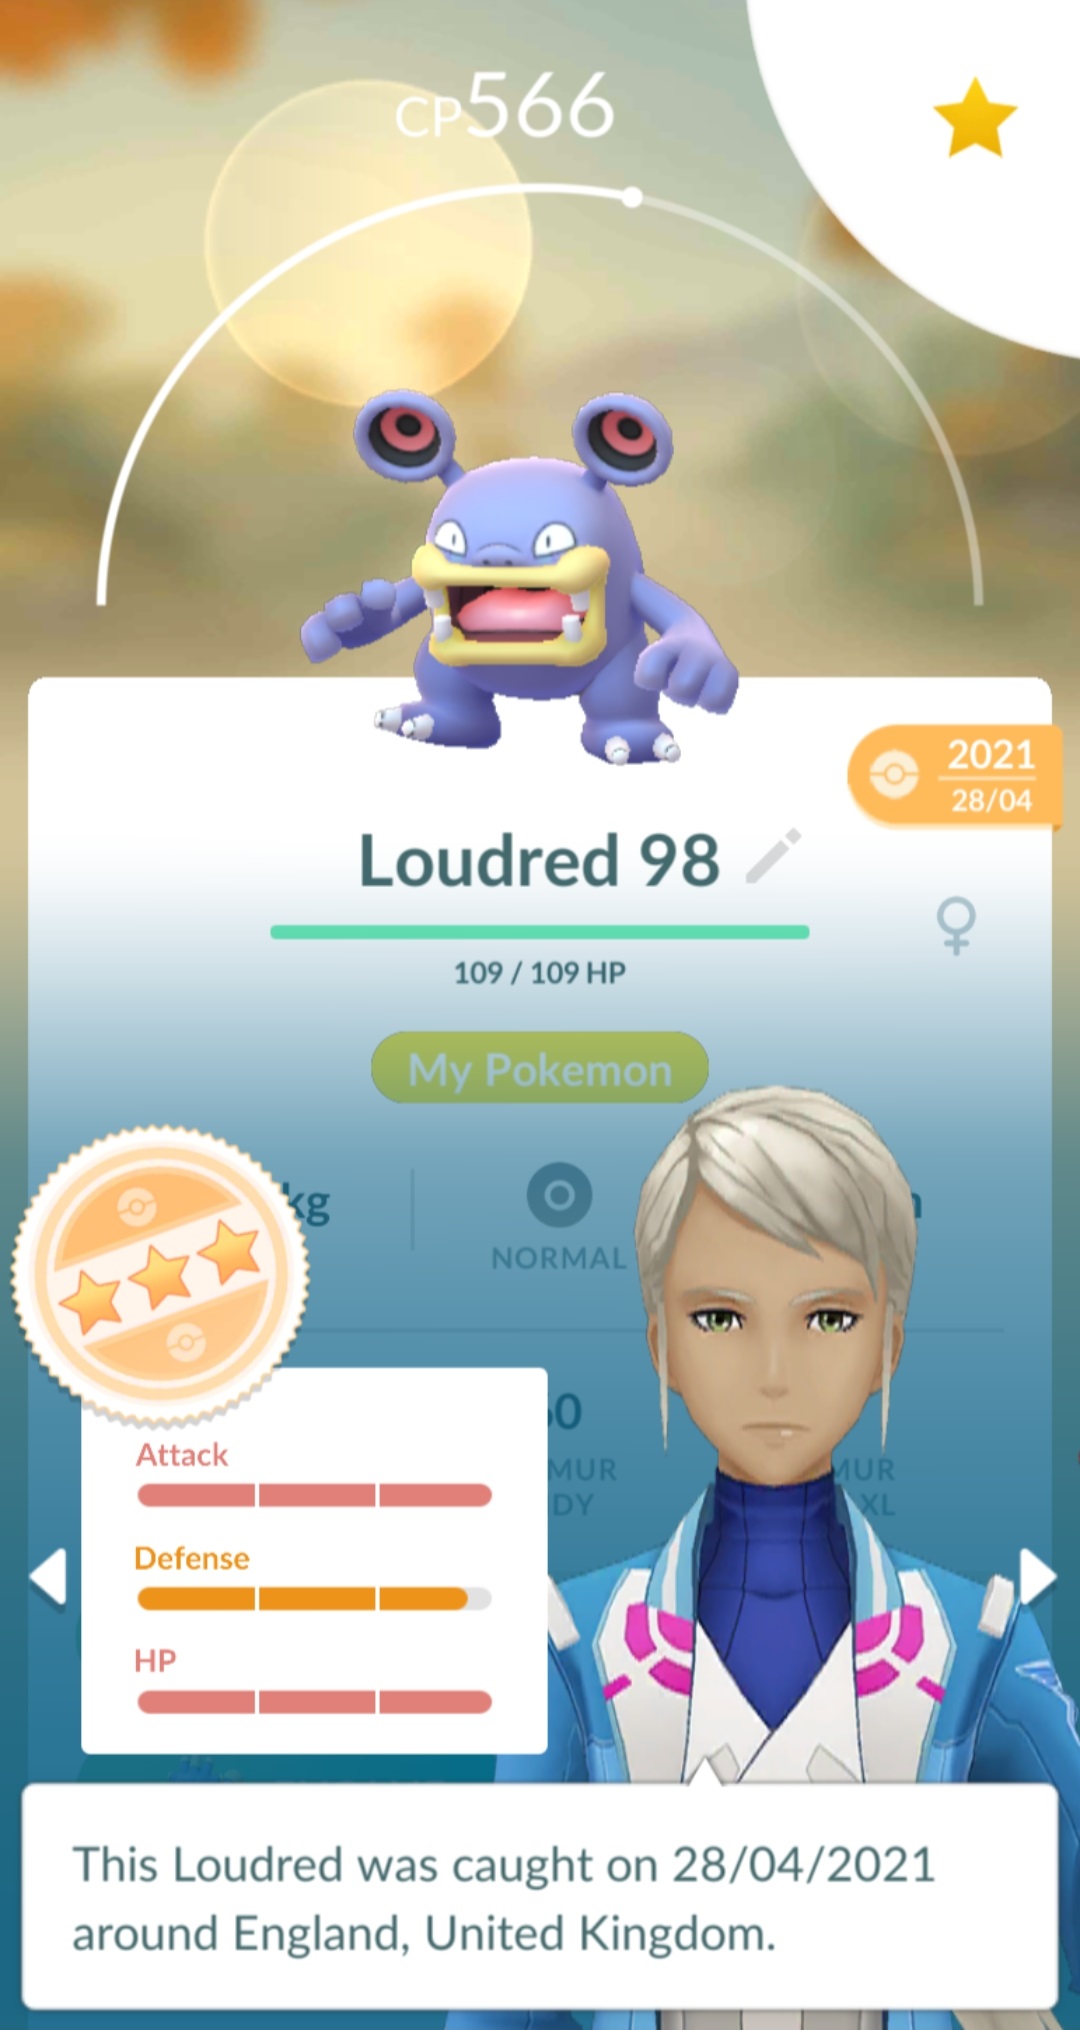 CP566
2021
28/04
Loudred 98
109 / 109 HP
My Pokemon
kg
NORMAL
Attack
Defense
HP
This Loudred was caught on 28/04/2021
around England, United Kingdom.